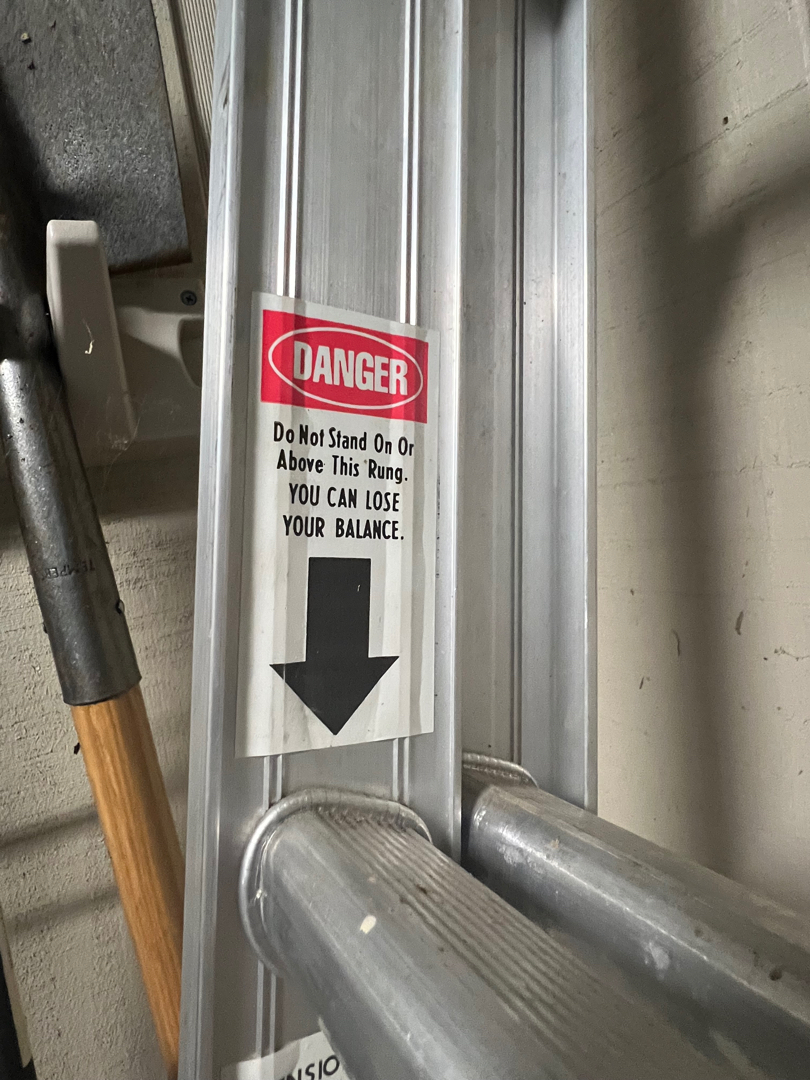 DANGER
Do Not Stand On Or
Above This Rung.
YOU CAN LOSE
YOUR BALANCE.